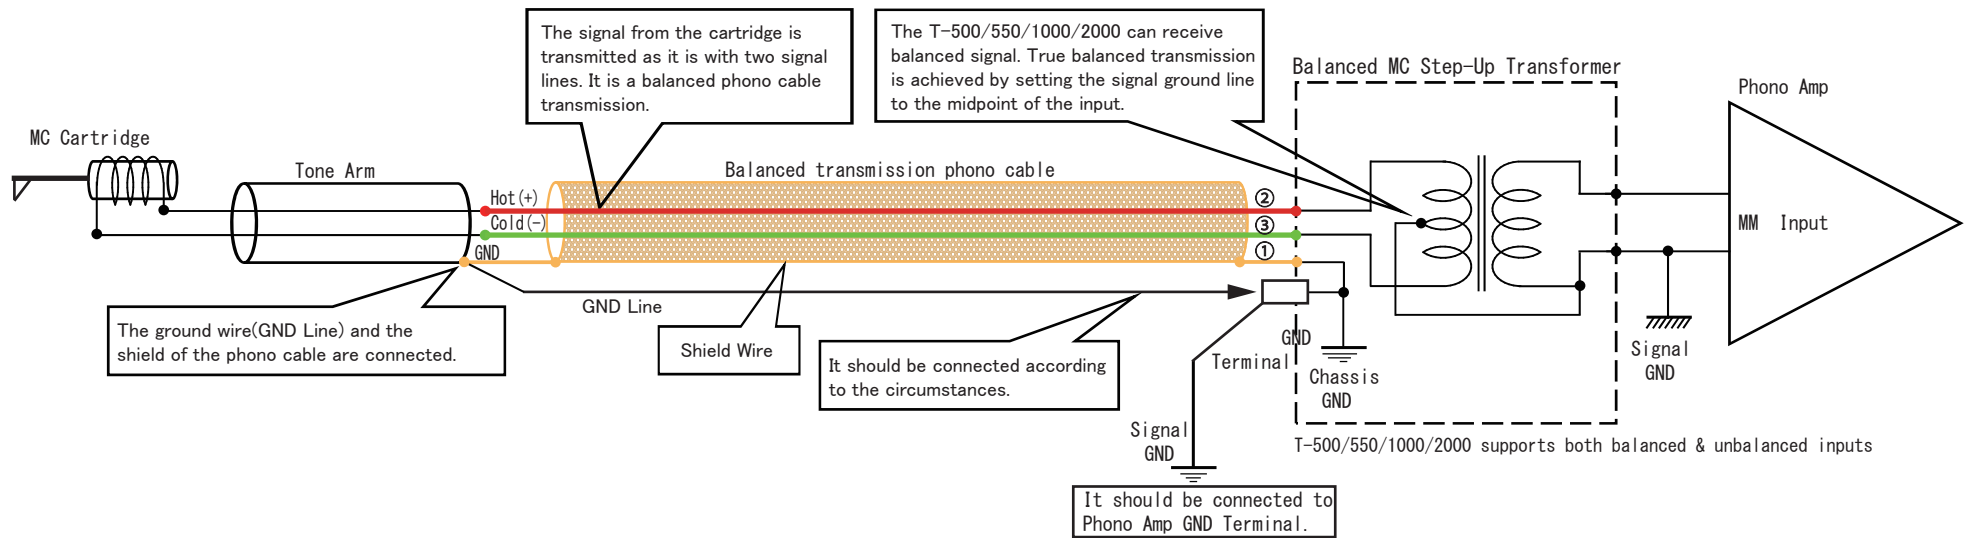 The signal from the cartridge is
transmitted as it is with two signal
lines. It is a balanced phono cable
transmission.
The T-500/550/1000/2000 can receive
balanced signal. True balanced transmission
is achieved by setting the signal ground line
to the midpoint of the input.
Balanced MC Step-Up Transformer
Phono Amp
MC Cartridge
Tone Arm
Balanced transmission phono cable
Hot(+)
②
Cold(-)
③
GND
①
MM Input
GND Line
The ground wire(GND Line) and the
shield of the phono cable are connected.
Shield Wire
It should be connected according
to the circumstances.
GND
Terminal
Chassis
GND
Signal
GND
Signal
GND
T-500/550/1000/2000 supports both balanced & unbalanced inputs
It should be connected to
Phono Amp GND Terminal.